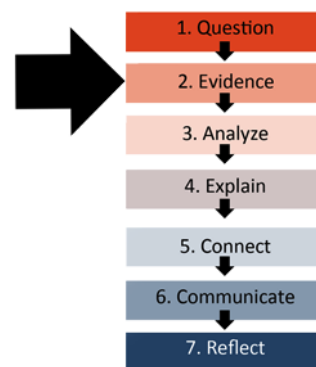 1. Question
2. Evidence
3. Analyze
4. Explain
5. Connect
6. Communicate
7. Reflect